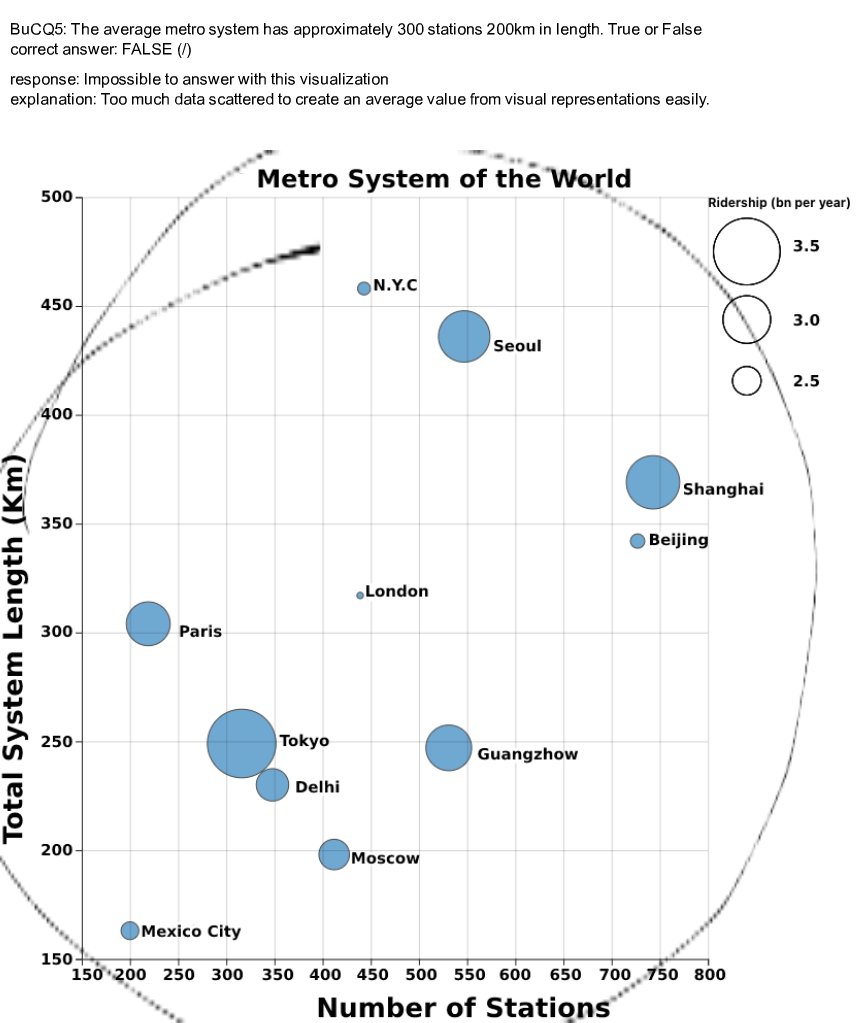 BuCQ5: The average metro system has approximately 300 stations 200km in length. True or False
correct answer: FALSE (/)
response: Impossible to answer with this visualization
explanation: Too much data scattered to create an average value from visual representations easily.
Metro System of the World
Ridership (bn per year)
3.5
3.0
2.5
500
450
400
350
300
250
200
150
Total System Length (Km)
N.Y.C
Seoul
Shanghai
Beijing
London
Paris
Tokyo
Guangzhow
Delhi
Moscow
Mexico City
150 200 250 300 350 400 450 500 550 600 650 700 750 800
Number of Stations